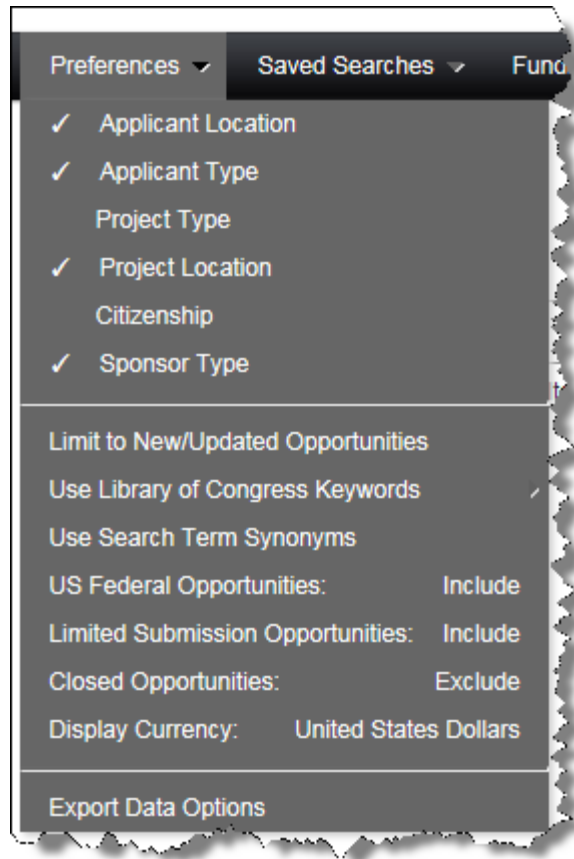 Preferences Saved Searches Fund
✓ Applicant Location
✓ Applicant Type
Project Type
✓ Project Location
Citizenship
✓ Sponsor Type
Limit to New/Updated Opportunities
Use Library of Congress Keywords
Use Search Term Synonyms
US Federal Opportunities: Include
Limited Submission Opportunities: Include
Closed Opportunities: Exclude
Display Currency: United States Dollars
Export Data Options